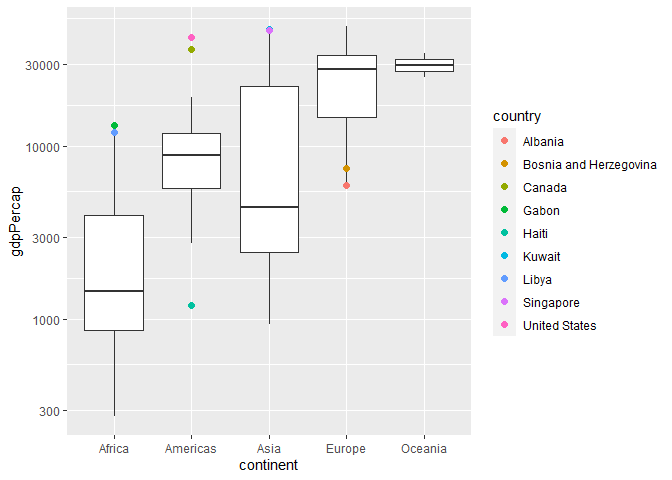 gdpPercap
30000
10000
3000
1000
300
Africa Americas Asia Europe Oceania
continent
country
Albania
Bosnia and Herzegovina
Canada
Gabon
Haiti
Kuwait
Libya
Singapore
United States